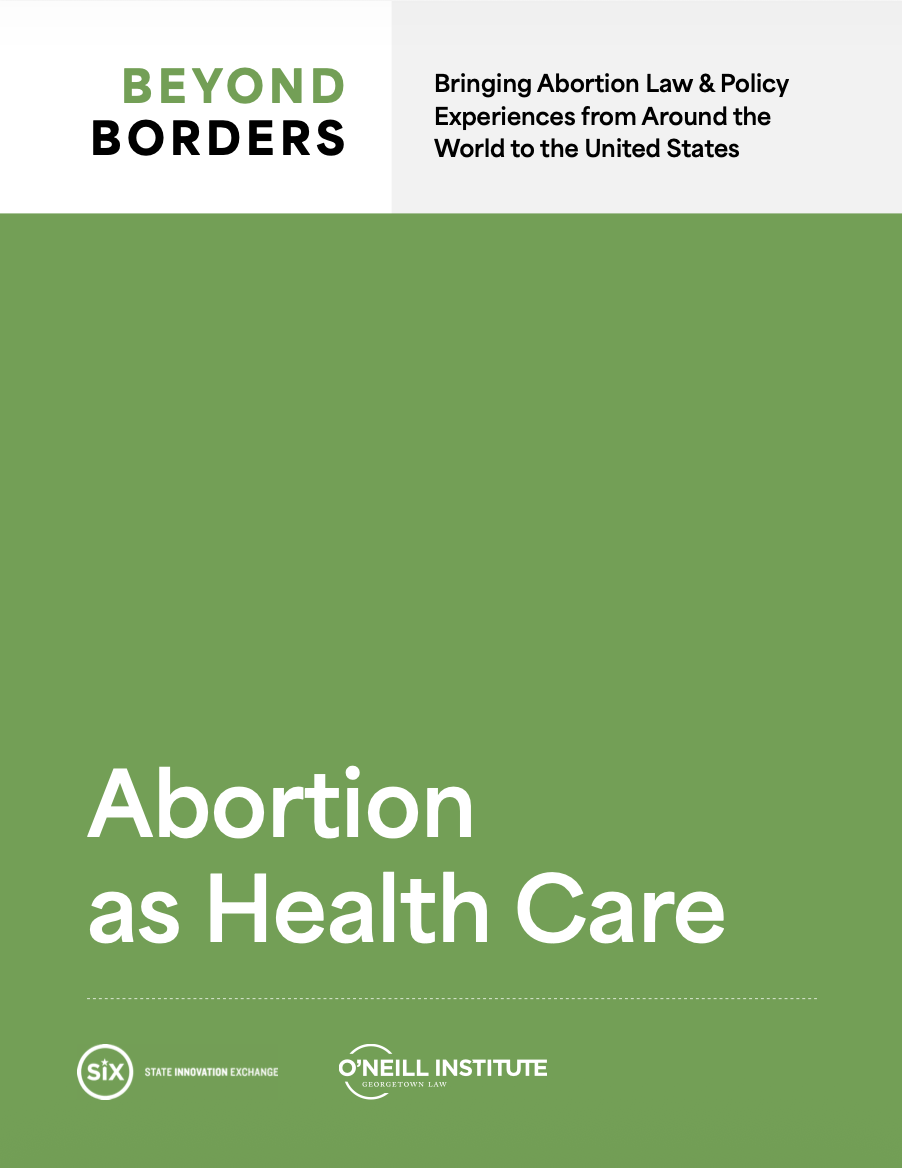 BEYOND
BORDERS
Bringing Abortion Law & Policy
Experiences from Around the
World to the United States
Abortion
as Health Care
SiX
STATE INNOVATION EXCHANGE
O'NEILL INSTITUTE
GEORGETOWN LAW